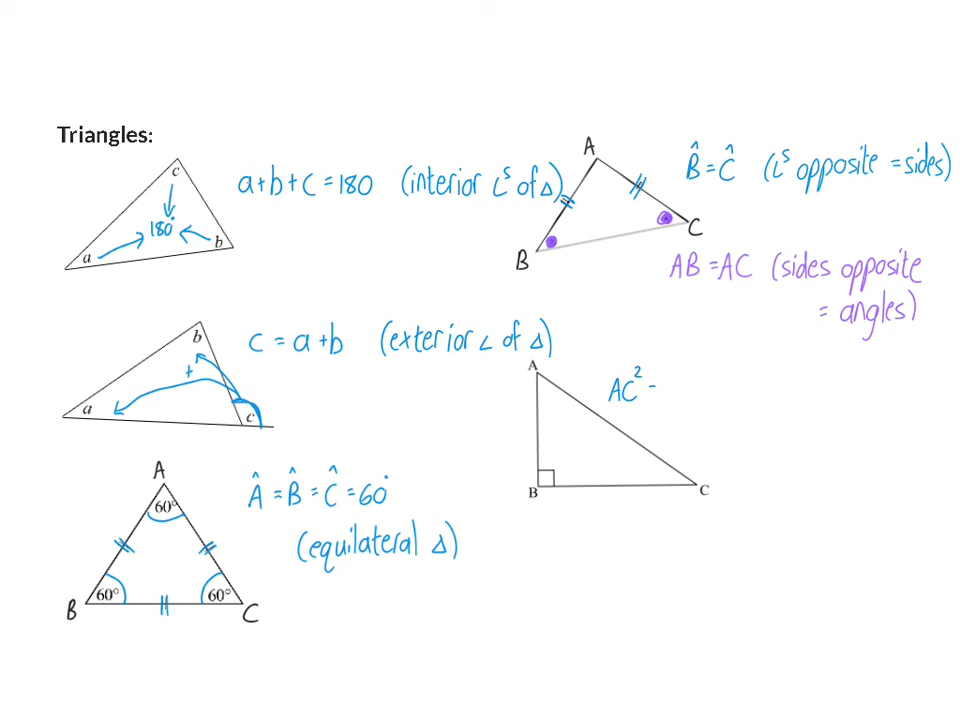 Triangles:
c
180°
a
b
a+b+c=180 (interior ∠s of Δ)
A
B
C
B̂ = Ĉ (∠s opposite = sides)
AB = AC (sides opposite
= angles)
b
+
a
c
c = a+b (exterior ∠ of Δ)
A
60°
60°
60°
B
C
Â = B̂ = Ĉ = 60°
(equilateral Δ)
A
B
C
AC² -